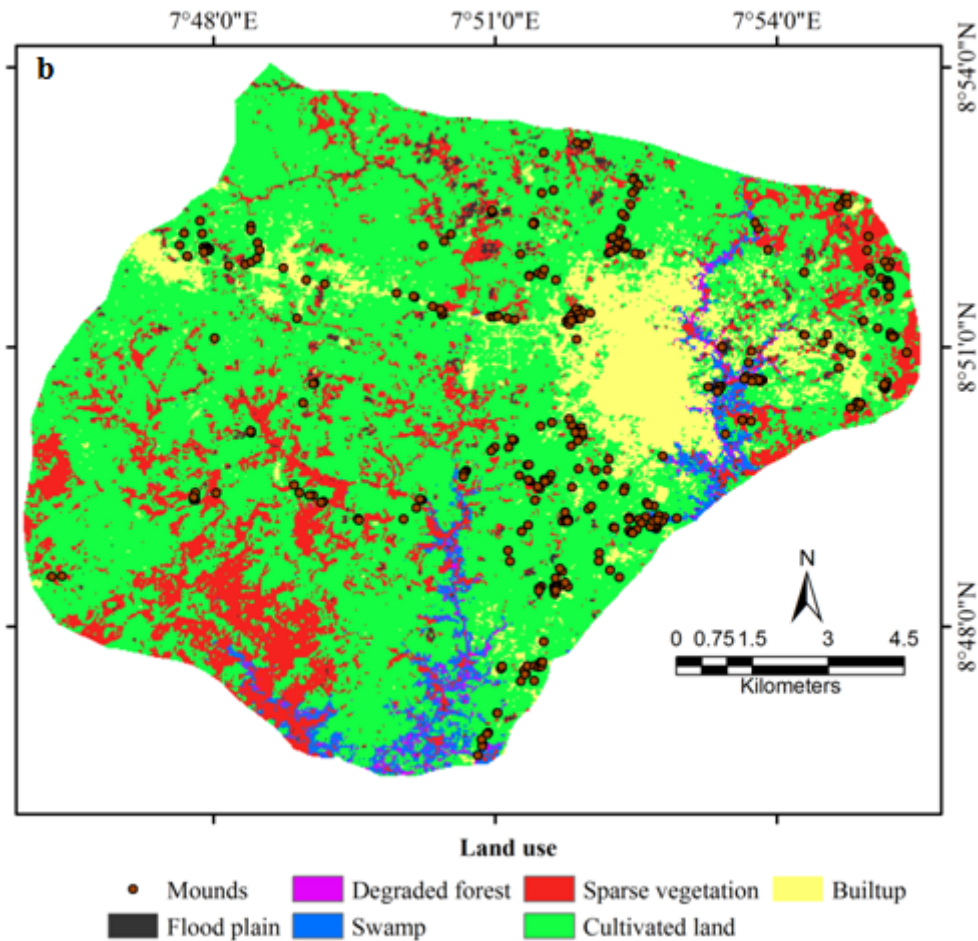 7°48'0"E 7°51'0"E 7°54'0"E
b
8°54'0"N
8°51'0"N
8°48'0"N
N
0 0.75 1.5 3 4.5
Kilometers
Land use
Mounds Degraded forest Sparse vegetation Builtup
Flood plain Swamp Cultivated land